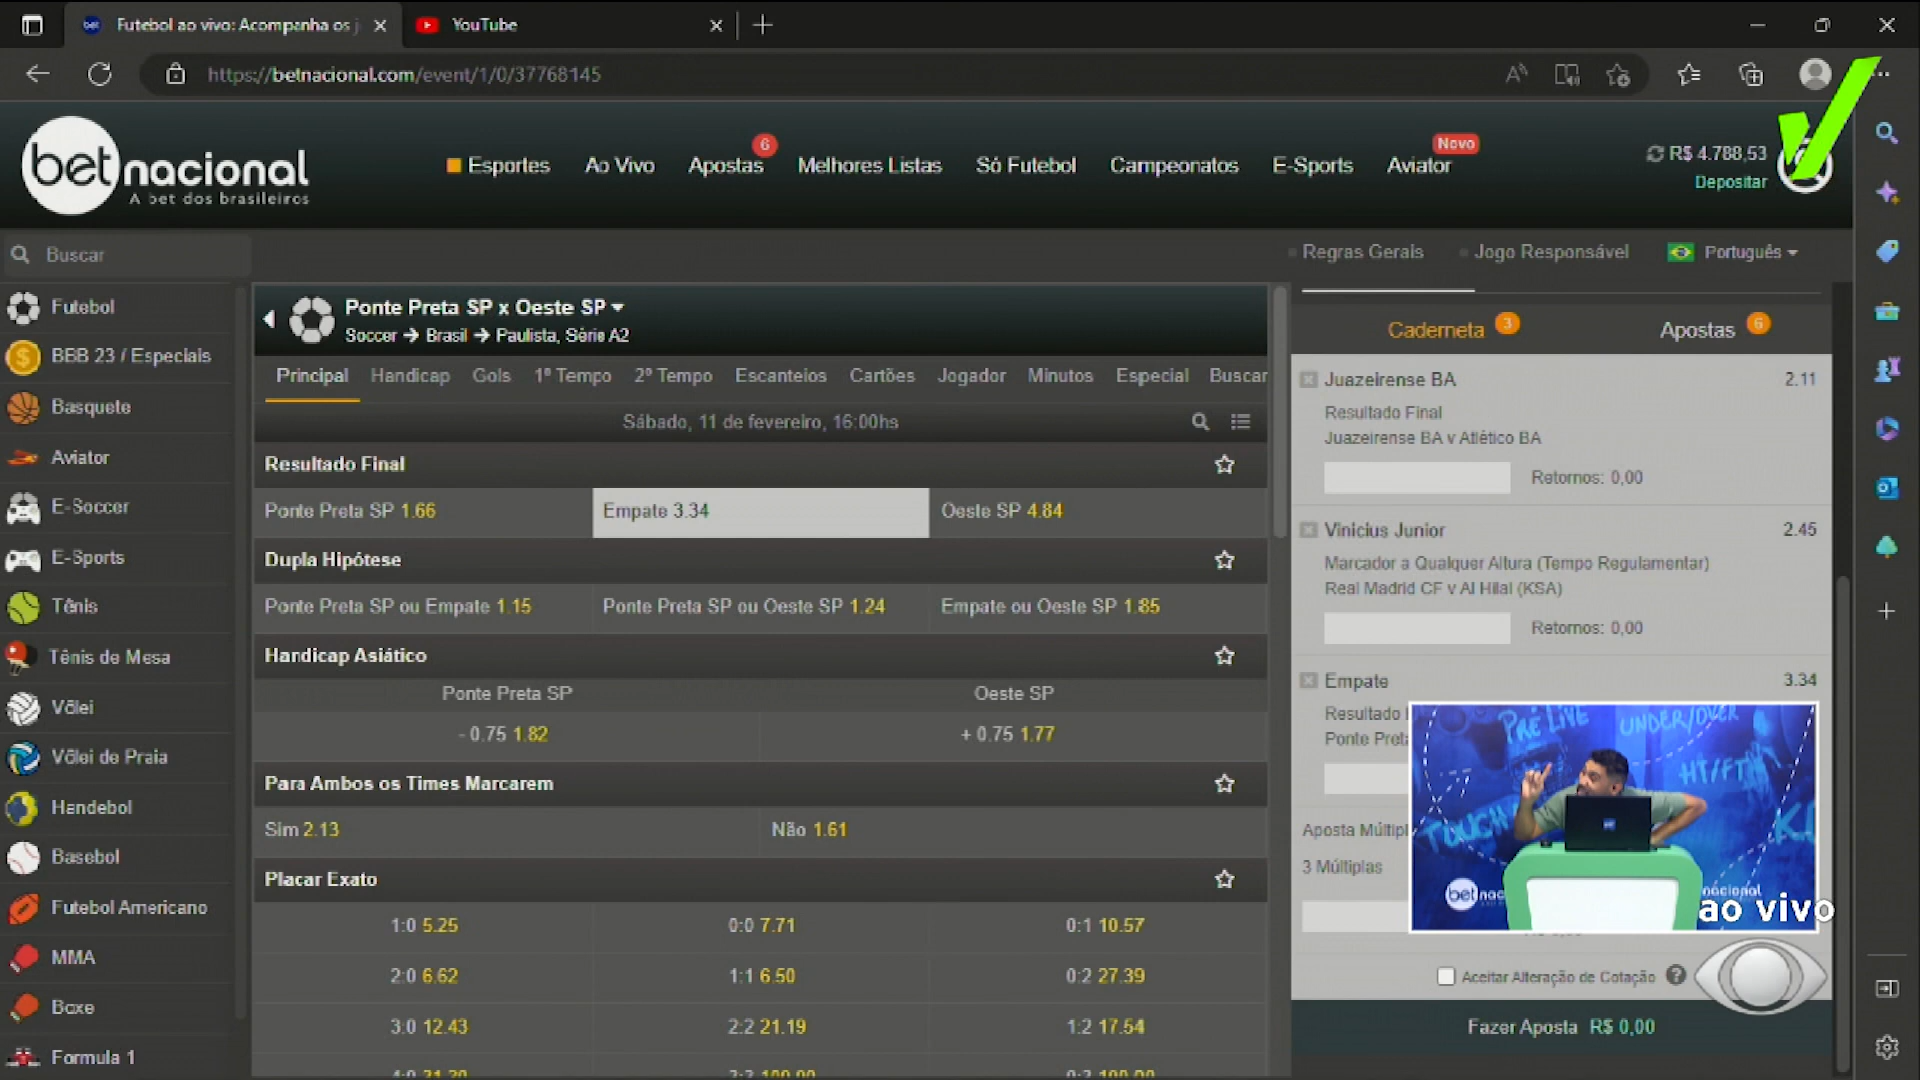 Futebol ao vivo: Acompanha os j
YouTube
https://betnacional.com/event/1/0/37768145
bet nacional
A bet dos brasileiros
Esportes
Ao Vivo
Apostas
6
Melhores Listas
Só Futebol
Campeonatos
E-Sports
Aviator
Novo
R$ 4.788,53
Depositar
Buscar
Regras Gerais
Jogo Responsável
Português
Futebol
BBB 23 / Especiais
Basquete
Aviator
E-Soccer
E-Sports
Tênis
Tênis de Mesa
Vôlei
Vôlei de Praia
Handebol
Basebol
Futebol Americano
MMA
Boxe
Formula 1
Ponte Preta SP x Oeste SP
Soccer → Brasil → Paulista, Série A2
Principal Handicap Gols 1º Tempo 2º Tempo Escanteios Cartões Jogador Minutos Especial Buscar
Sábado, 11 de fevereiro, 16:00hs
Resultado Final
Ponte Preta SP 1.66 Empate 3.34 Oeste SP 4.84
Dupla Hipótese
Ponte Preta SP ou Empate 1.15 Ponte Preta SP ou Oeste SP 1.24 Empate ou Oeste SP 1.85
Handicap Asiático
Ponte Preta SP Oeste SP
- 0.75 1.82 + 0.75 1.77
Para Ambos os Times Marcarem
Sim 2.13 Não 1.61
Placar Exato
1:0 5.25 0:0 7.71 0:1 10.57
2:0 6.62 1:1 6.50 0:2 27.39
3:0 12.43 2:2 21.19 1:2 17.54
Caderneta 3
Apostas 6
Juazeirense BA 2.11
Resultado Final
Juazeirense BA v Atlético BA
Retornos: 0,00
Vinicius Junior 2.45
Marcador a Qualquer Altura (Tempo Regulamentar)
Real Madrid CF v Al Hilal (KSA)
Retornos: 0,00
Empate 3.34
Resultado
Ponte Preta
Aposta Múltipl
3 Múltiplas
PRÉ LIVE
UNDER/OVER
HT/FT
TOUCH
bet nac
nacional
ao vivo
Aceitar Alteração de Cotação
Fazer Aposta R$ 0,00